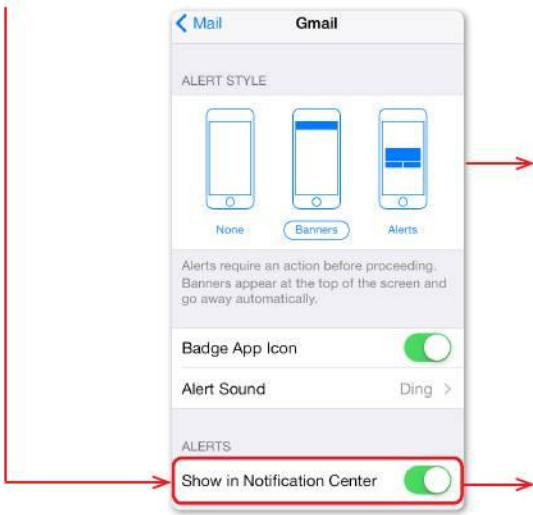 Mail Gmail
ALERT STYLE
None Banners Alerts
Alerts require an action before proceeding.
Banners appear at the top of the screen and
go away automatically.
Badge App Icon
Alert Sound Ding
ALERTS
Show in Notification Center